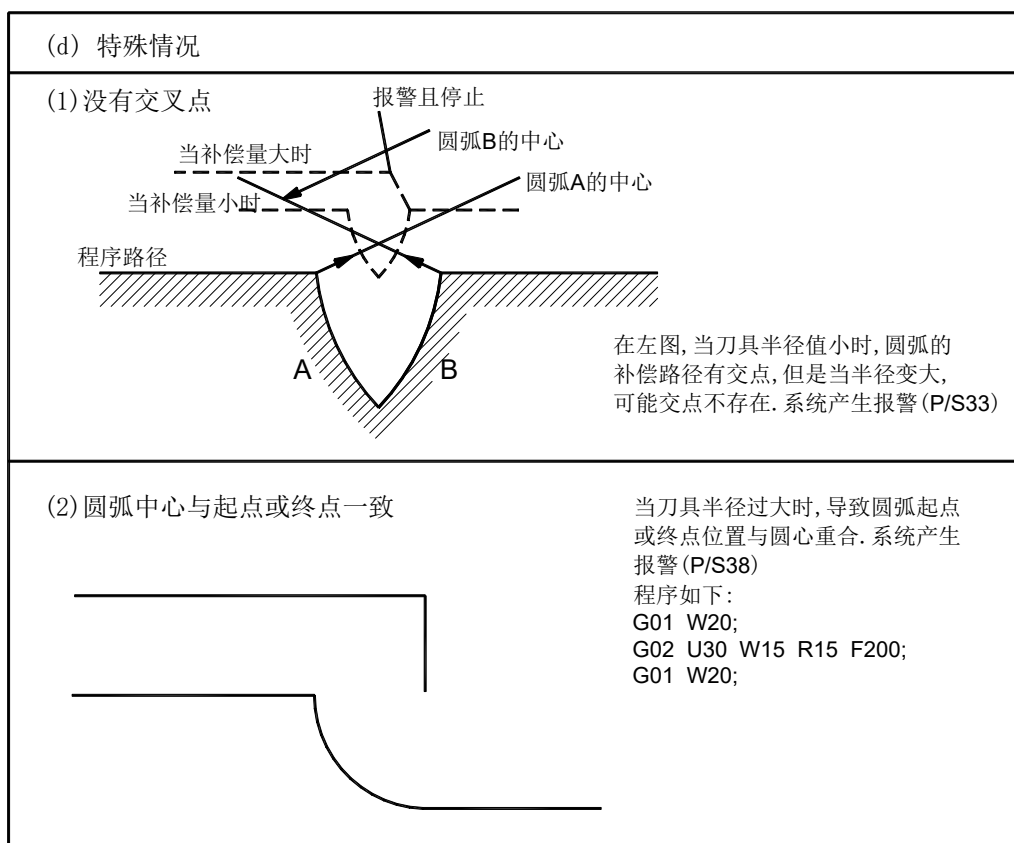 (d) 特殊情况
(1)没有交叉点
报警且停止
圆弧B的中心
当补偿量大时
圆弧A的中心
当补偿量小时
程序路径
A
B
在左图,当刀具半径值小时,圆弧的
补偿路径有交点,但是当半径变大,
可能交点不存在.系统产生报警(P/S33)
(2)圆弧中心与起点或终点一致
当刀具半径过大时,导致圆弧起点
或终点位置与圆心重合.系统产生
报警(P/S38)
程序如下:
G01 W20;
G02 U30 W15 R15 F200;
G01 W20;